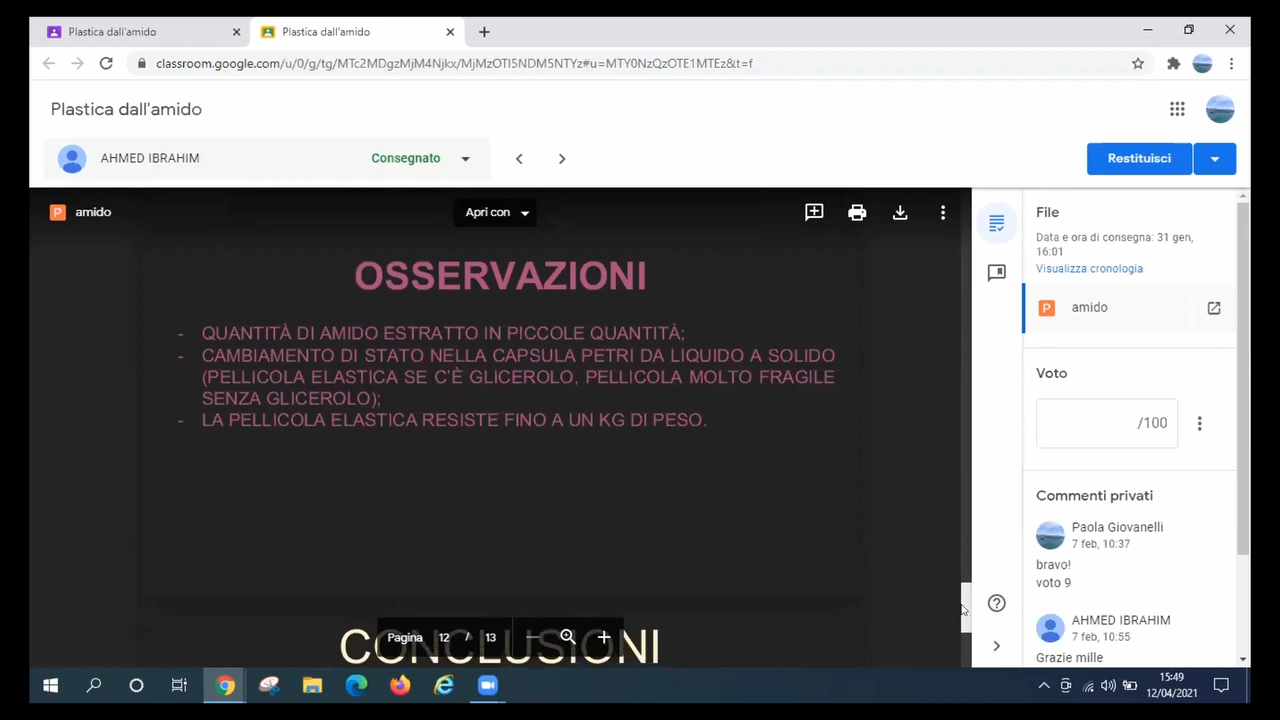 Plastica dall'amido
Plastica dall'amido
classroom.google.com/u/0/g/tg/MTc2MDgzMjM4Njkx/MjMzOTI5NDM5NTYz#u=MTY0NzQzOTE1MTEz&t=f
Plastica dall'amido
AHMED IBRAHIM
Consegnato
Restituisci
P amido
Apri con
OSSERVAZIONI
- QUANTITÀ DI AMIDO ESTRATTO IN PICCOLE QUANTITÀ;
- CAMBIAMENTO DI STATO NELLA CAPSULA PETRI DA LIQUIDO A SOLIDO
(PELLICOLA ELASTICA SE C'È GLICEROLO, PELLICOLA MOLTO FRAGILE
SENZA GLICEROLO);
- LA PELLICOLA ELASTICA RESISTE FINO A UN KG DI PESO.
CONCLUSIONI
Pagina 12 / 13
File
Data e ora di consegna: 31 gen,
16:01
Visualizza cronologia
P amido
Voto
/100
Commenti privati
Paola Giovanelli
7 feb, 10:37
bravo!
voto 9
AHMED IBRAHIM
7 feb, 10:55
Grazie mille
15:49
12/04/2021